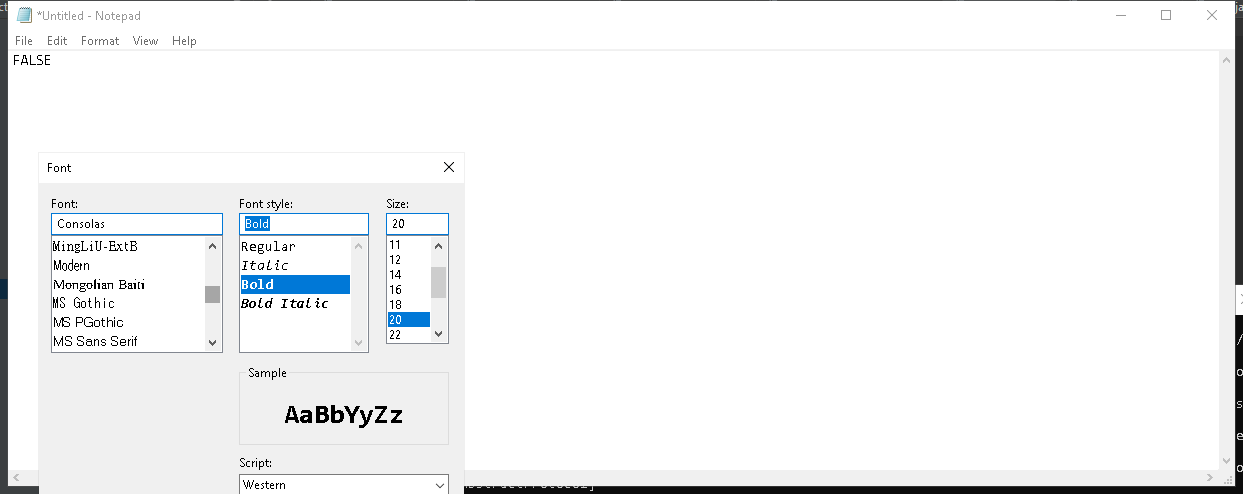 *Untitled - Notepad
File Edit Format View Help
FALSE
Font
Font: Font style: Size:
Consolas Bold 20
MingLiU-ExtB Regular 11
Modern Italic 12
Mongolian Baiti Bold 14
MS Gothic Bold Italic 16
MS PGothic 18
MS Sans Serif 20
22
Sample
AaBbYyZz
Script:
Western